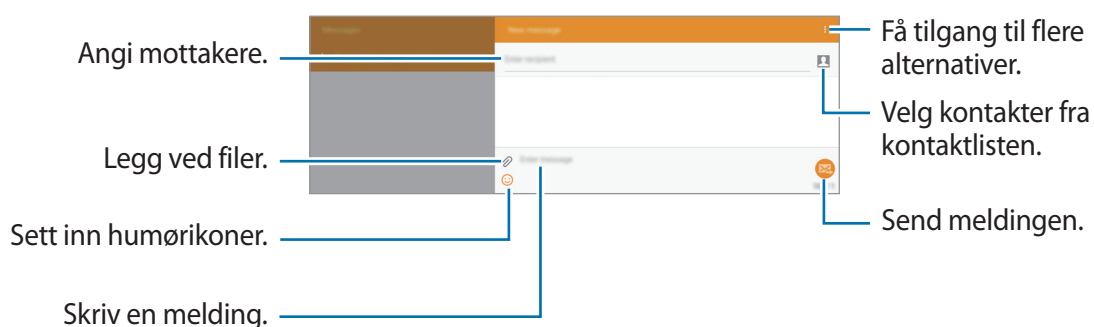 Messages
New message
Angi mottakere.
Enter recipient
Få tilgang til flere
alternativer.
Velg kontakter fra
kontaktlisten.
Legg ved filer.
Enter message
Sett inn humørikoner.
Send meldingen.
Skriv en melding.